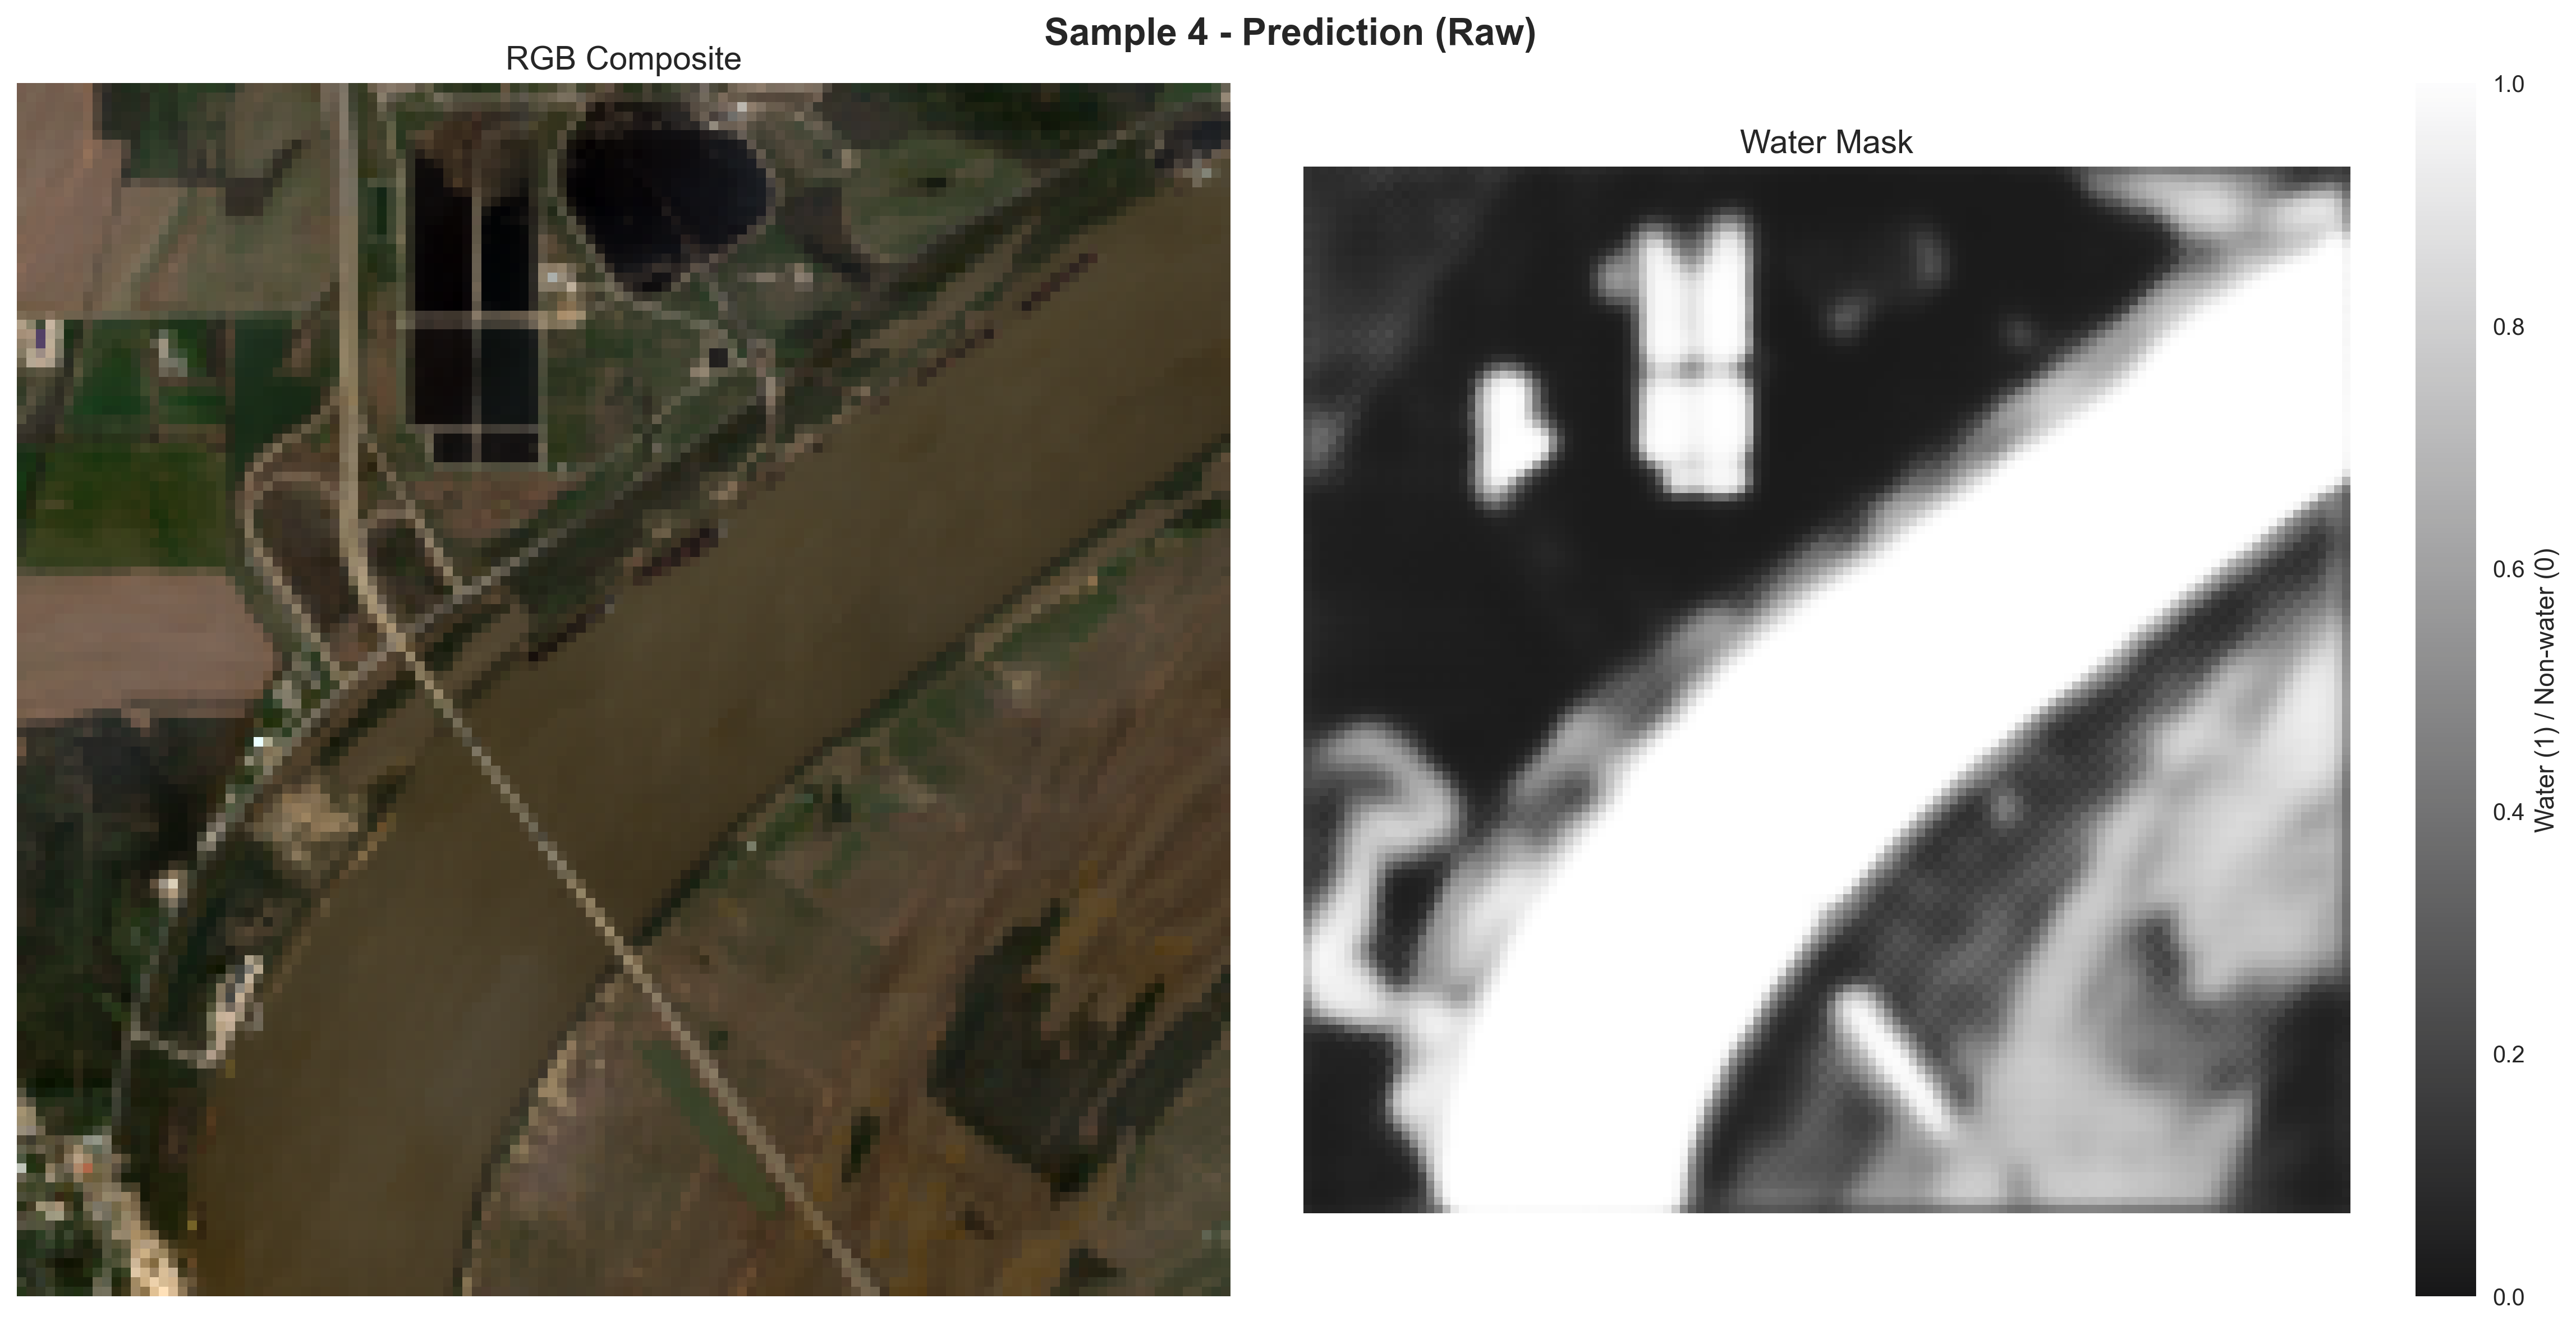 Sample 4 - Prediction (Raw)
RGB Composite
Water Mask
1.0
0.8
0.6
0.4
0.2
0.0
Water (1) / Non-water (0)